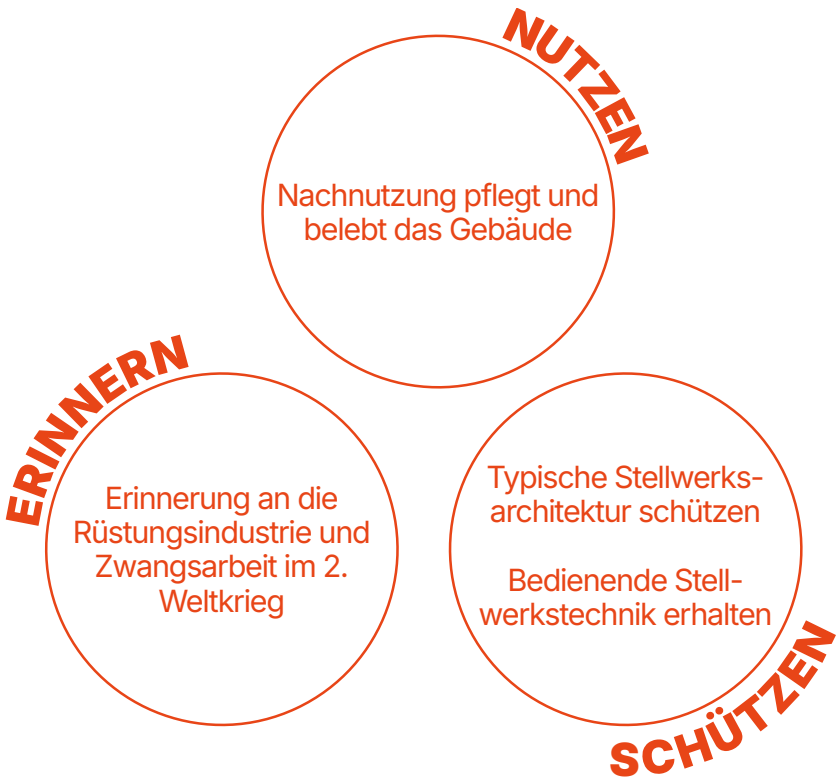 NUTZEN
Nachnutzung pflegt und
belebt das Gebäude
ERINNERN
Erinnerung an die
Rüstungsindustrie und
Zwangsarbeit im 2.
Weltkrieg
Typische Stellwerks-
architektur schützen
Bedienende Stell-
werkstechnik erhalten
SCHÜTZEN